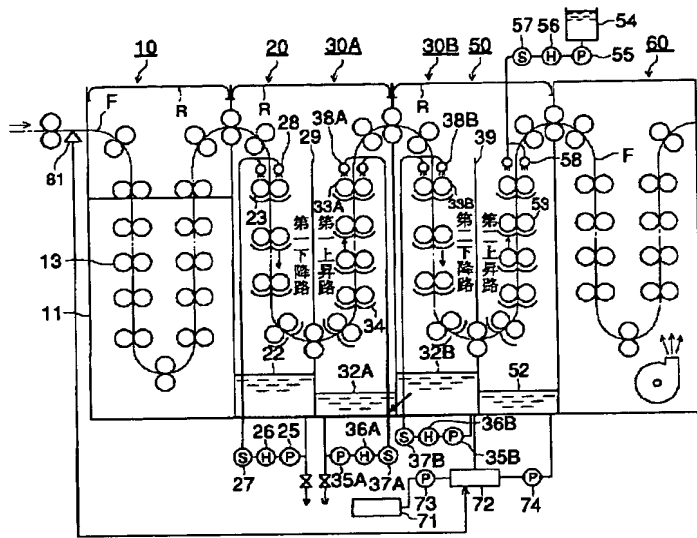 57 56 54
10 20 30A 30B 50 55 60
R R R
F 28 38A 29 38B 39 58 F
81
23 33A 33B 53
13
第一下降路
第一上昇路
第二下降路
第二上昇路
11 34
22 32A 32B 52
26 25 36A 36B
S H P P H S S H P
27 35A 37A 37B 35B
P P
71 73 72 74
S H P